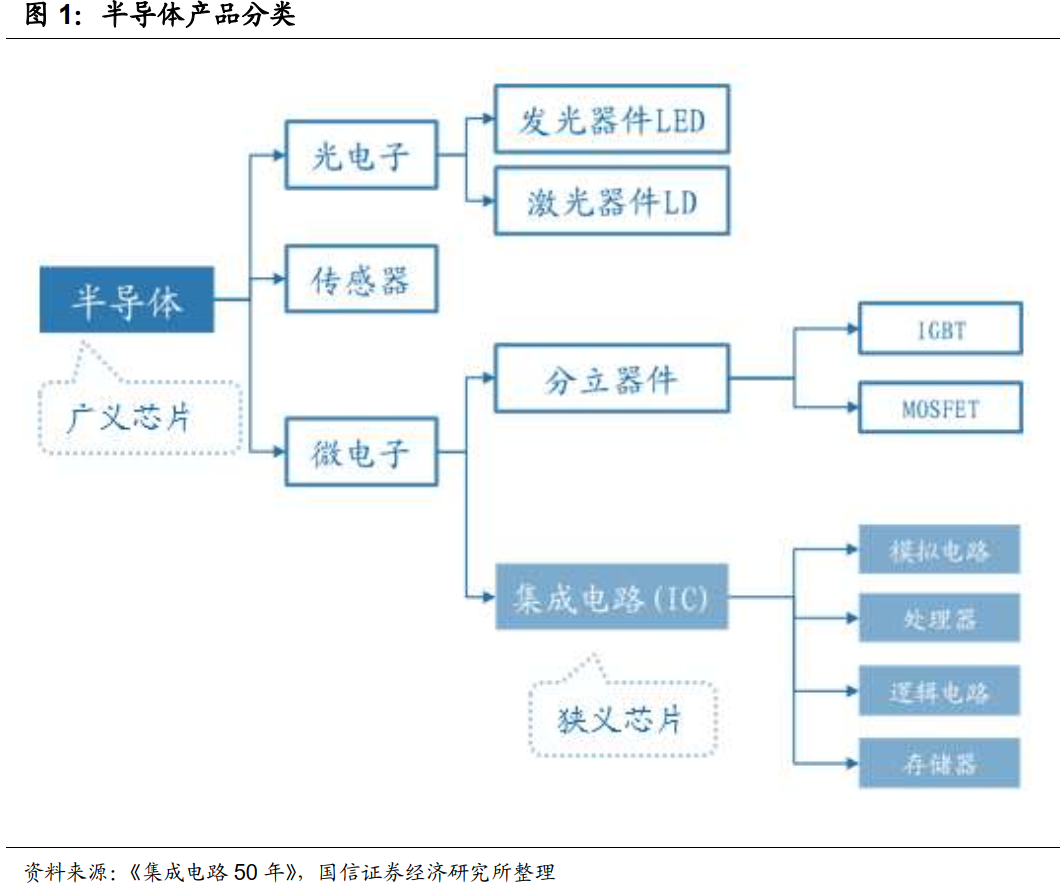 图 1：半导体产品分类
发光器件LED
光电子
激光器件LD
传感器
半导体
IGBT
分立器件
MOSFET
广义芯片
微电子
模拟电路
集成电路(IC)
处理器
逻辑电路
狭义芯片
存储器
资料来源：《集成电路 50 年》，国信证券经济研究所整理